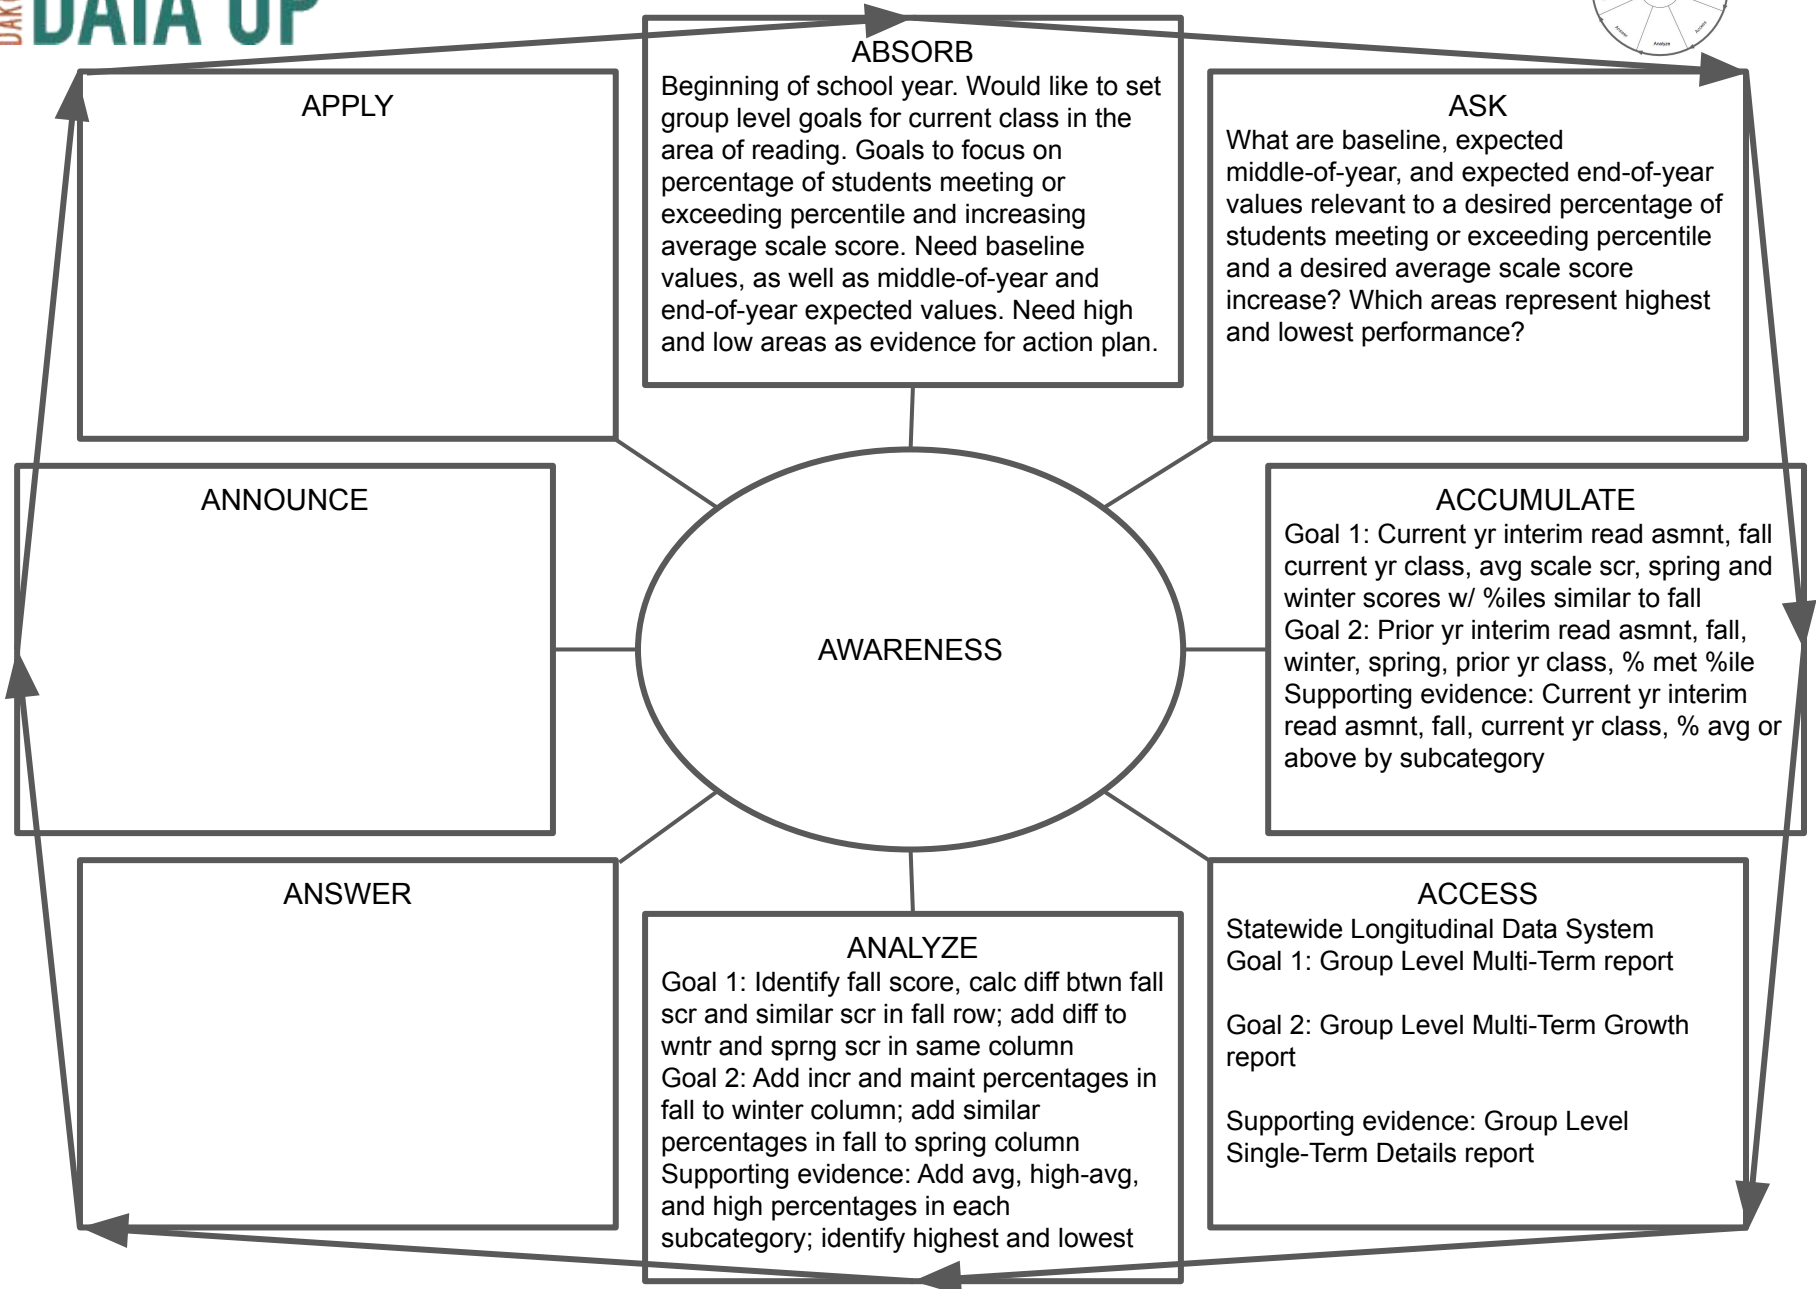 DATA UP
Analyze
ABSORB
Beginning of school year. Would like to set
group level goals for current class in the
area of reading. Goals to focus on
percentage of students meeting or
exceeding percentile and increasing
average scale score. Need baseline
values, as well as middle-of-year and
end-of-year expected values. Need high
and low areas as evidence for action plan.
ASK
What are baseline, expected
middle-of-year, and expected end-of-year
values relevant to a desired percentage of
students meeting or exceeding percentile
and a desired average scale score
increase? Which areas represent highest
and lowest performance?
ACCUMULATE
Goal 1: Current yr interim read asmnt, fall
current yr class, avg scale scr, spring and
winter scores w/ %iles similar to fall
Goal 2: Prior yr interim read asmnt, fall,
winter, spring, prior yr class, % met %ile
Supporting evidence: Current yr interim
read asmnt, fall, current yr class, % avg or
above by subcategory
ACCESS
Statewide Longitudinal Data System
Goal 1: Group Level Multi-Term report
Goal 2: Group Level Multi-Term Growth
report
Supporting evidence: Group Level
Single-Term Details report
ANALYZE
Goal 1: Identify fall score, calc diff btwn fall
scr and similar scr in fall row; add diff to
wntr and sprng scr in same column
Goal 2: Add incr and maint percentages in
fall to winter column; add similar
percentages in fall to spring column
Supporting evidence: Add avg, high-avg,
and high percentages in each
subcategory; identify highest and lowest
ANSWER
ANNOUNCE
APPLY
AWARENESS